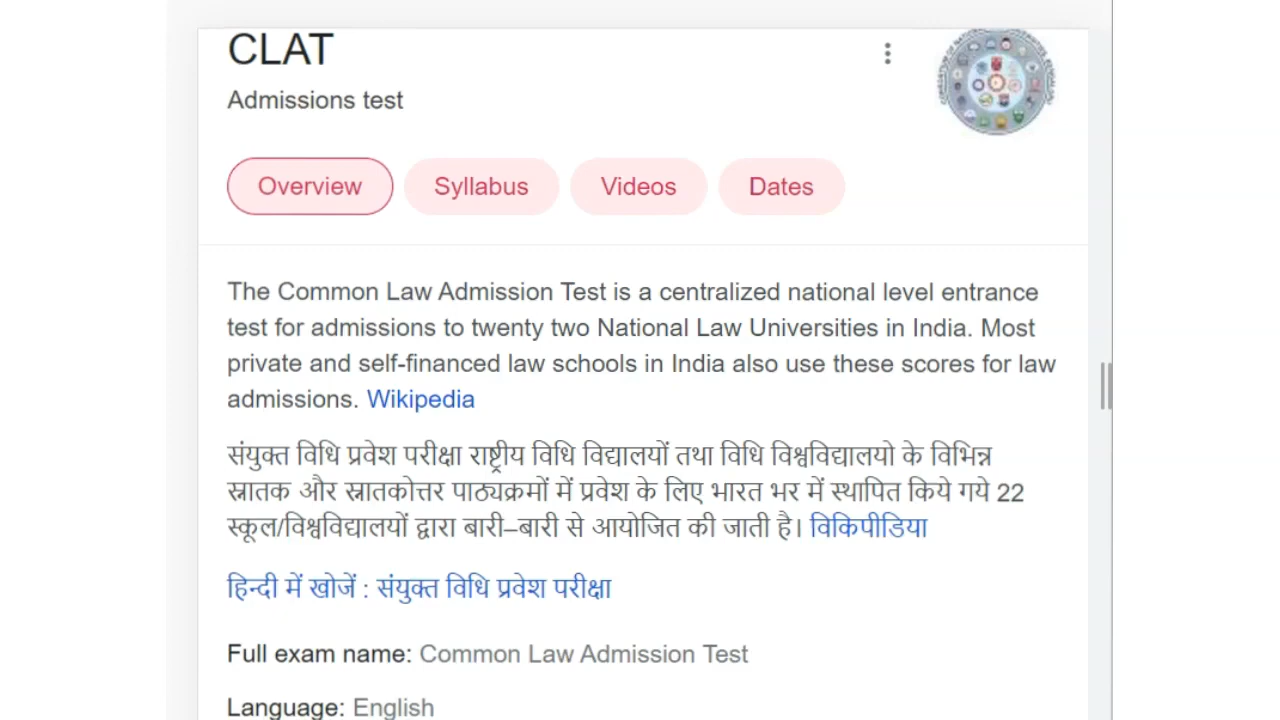 CLAT
Admissions test
Overview Syllabus Videos Dates
The Common Law Admission Test is a centralized national level entrance
test for admissions to twenty two National Law Universities in India. Most
private and self-financed law schools in India also use these scores for law
admissions. Wikipedia
संयुक्त विधि प्रवेश परीक्षा राष्ट्रीय विधि विद्यालयों तथा विधि विश्वविद्यालयो के विभिन्न
स्नातक और स्नातकोत्तर पाठ्यक्रमों में प्रवेश के लिए भारत भर में स्थापित किये गये 22
स्कूल/विश्वविद्यालयों द्वारा बारी–बारी से आयोजित की जाती है। विकिपीडिया
हिन्दी में खोजें : संयुक्त विधि प्रवेश परीक्षा
Full exam name: Common Law Admission Test
Language: English